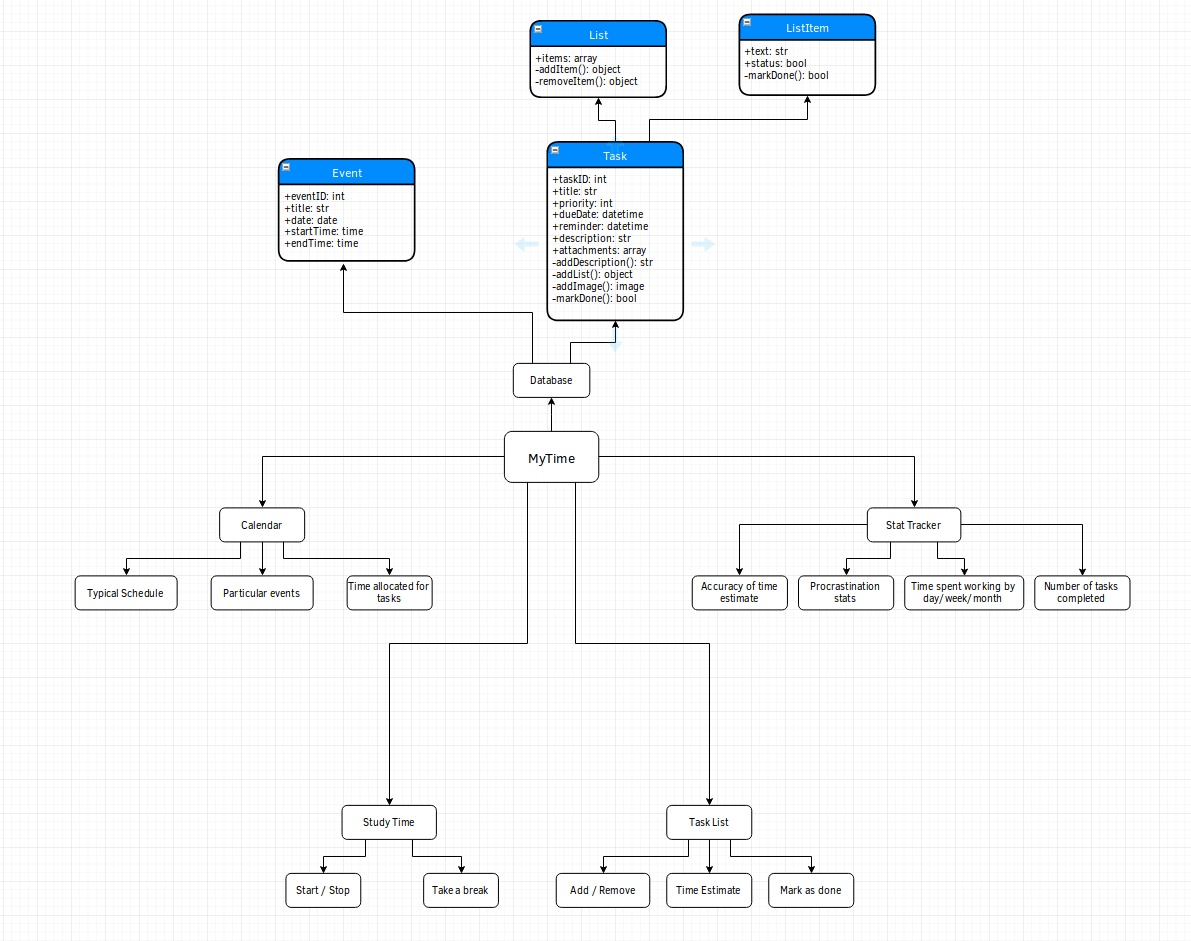 List
+items: array
-addItem(): object
-removeItem(): object
ListItem
+text: str
+status: bool
-markDone(): bool
Event
+eventID: int
+title: str
+date: date
+startTime: time
+endTime: time
Task
+taskID: int
+title: str
+priority: int
+dueDate: datetime
+reminder: datetime
+description: str
+attachments: array
-addDescription(): str
-addList(): object
-addImage(): image
-markDone(): bool
Database
MyTime
Calendar
Typical Schedule
Particular events
Time allocated for
tasks
Stat Tracker
Accuracy of time
estimate
Procrastination
stats
Time spent working by
day/week/month
Number of tasks
completed
Study Time
Start / Stop
Take a break
Task List
Add / Remove
Time Estimate
Mark as done